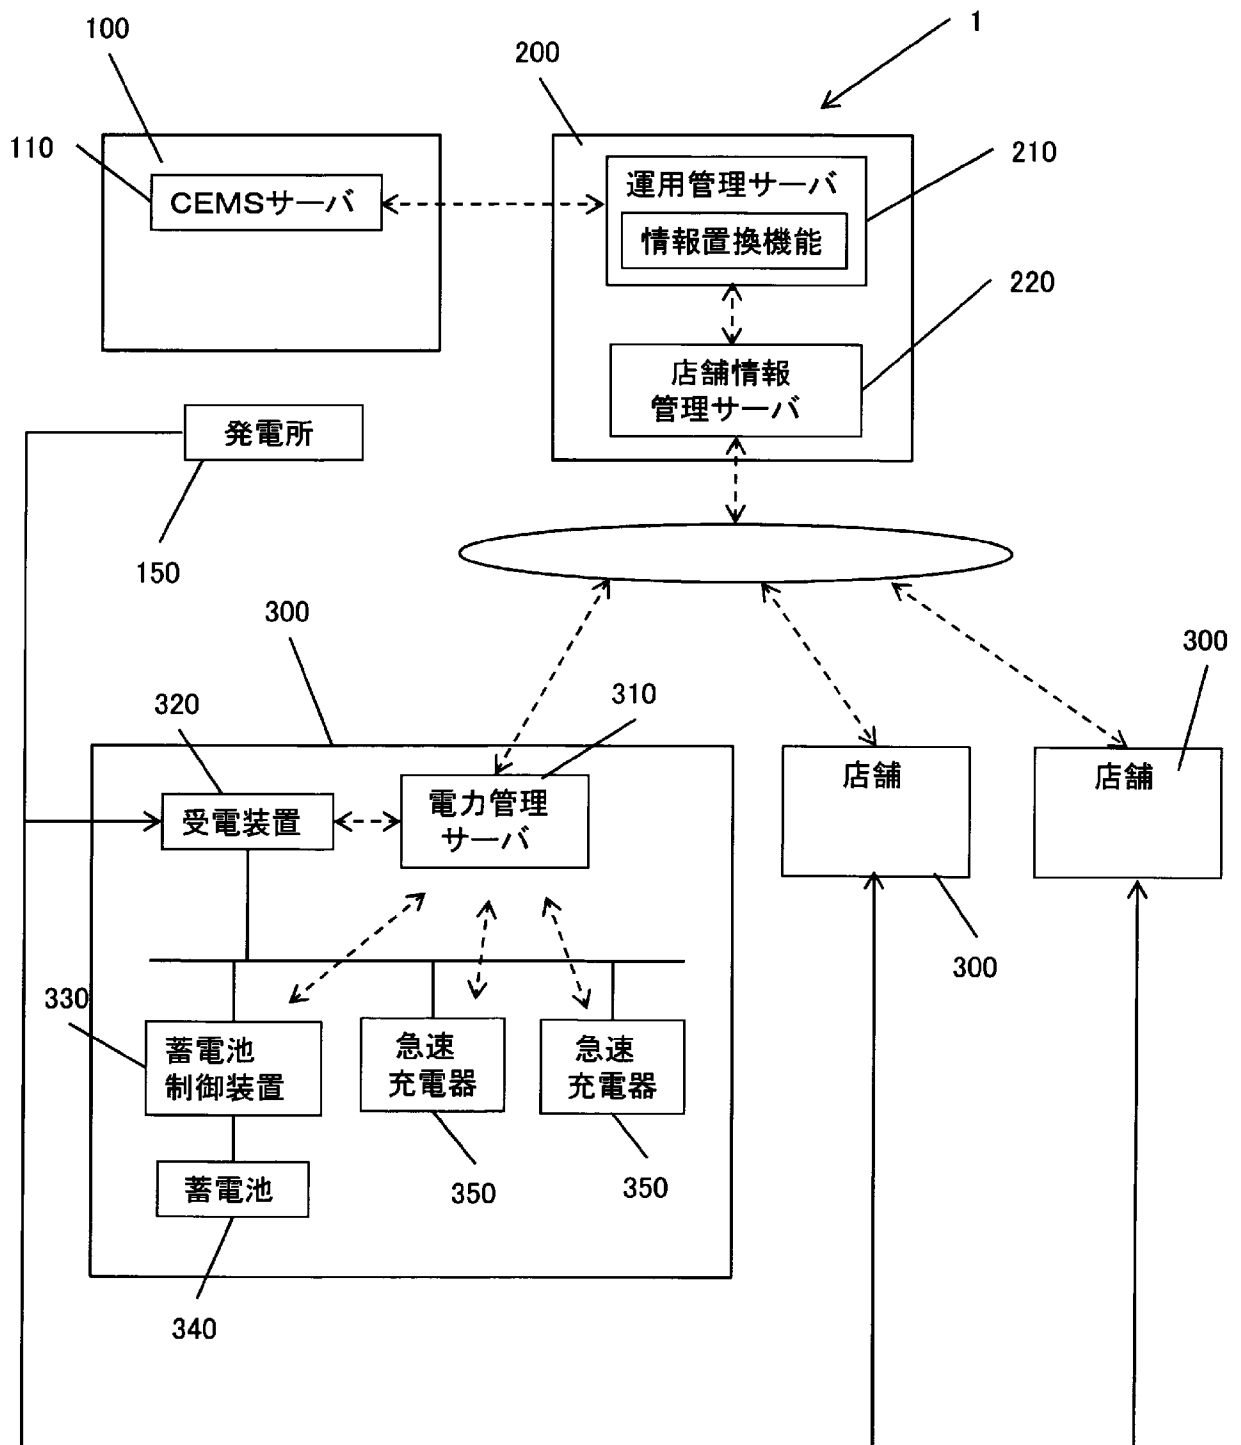 1
100
200
110
210
CEMSサーバ
運用管理サーバ
情報置換機能
220
店舗情報
管理サーバ
発電所
150
300
300
320
310
店舗
店舗
受電装置
電力管理
サーバ
300
330
蓄電池
制御装置
急速
充電器
急速
充電器
蓄電池
350
350
340